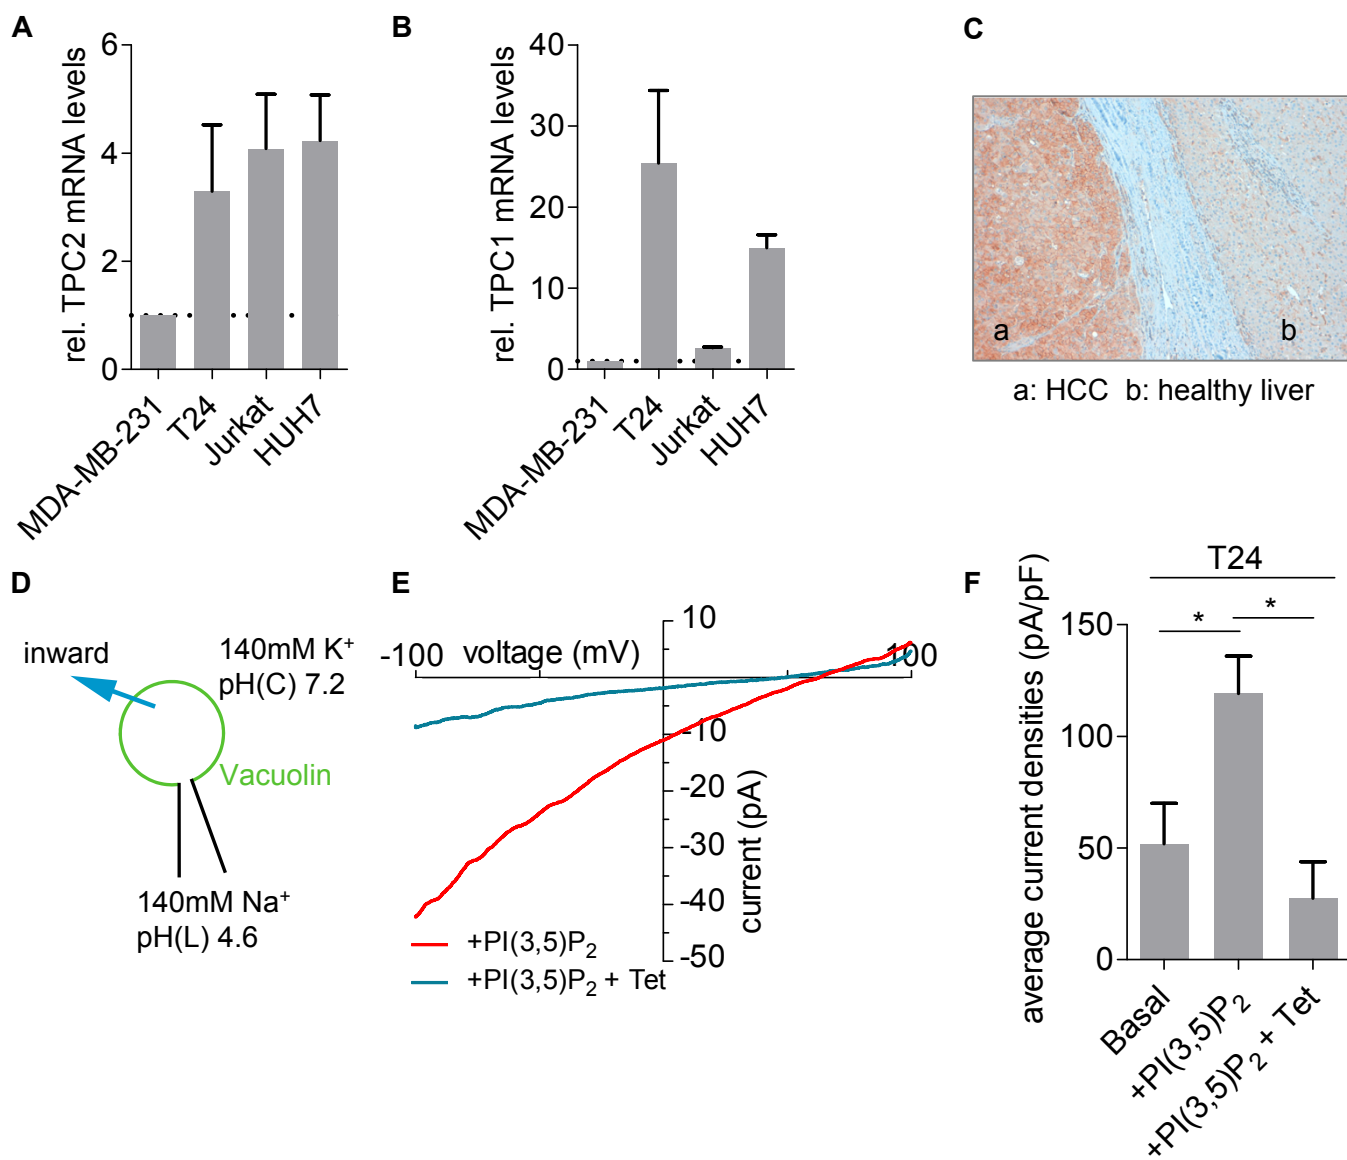 A
rel. TPC2 mRNA levels
6
4
2
0
MDA-MB-231
T24
Jurkat
HUH7
B
rel. TPC1 mRNA levels
40
30
20
10
0
MDA-MB-231
T24
Jurkat
HUH7
C
a
b
a: HCC b: healthy liver
D
inward
140mM K⁺
pH(C) 7.2
Vacuolin
140mM Na⁺
pH(L) 4.6
E
10
-100
voltage (mV)
100
-10
-20
-30
-40
-50
current (pA)
+PI(3,5)P₂
+PI(3,5)P₂ + Tet
F
T24
*
*
average current densities (pA/pF)
150
100
50
0
Basal
+PI(3,5)P₂
+PI(3,5)P₂ + Tet